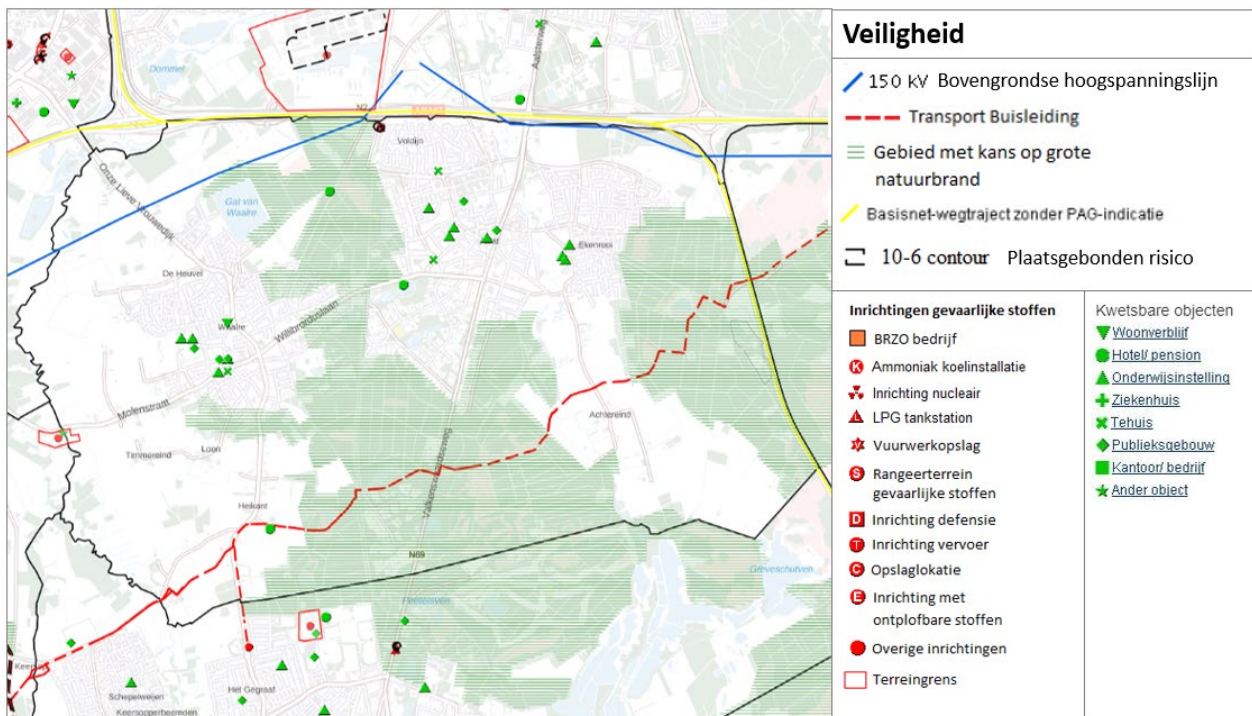 Dommel
Aalsterweg
N2
Voldijn
Onze Lieve Vrouwedijk
Gat van
Waalre
Ekenrooi
De Heuvel
Waalre
Willibrorduslaan
Molenstraat
Achtereind
Timmereind
Loon
Heikant
Valkenswaardseweg
N69
Greveschutven
Schepelweijen
Het Gegraaf
Keersopperbeemden
Veiligheid
150 kV Bovengrondse hoogspanningslijn
Transport Buisleiding
Gebied met kans op grote
natuurbrand
Basisnet-wegtraject zonder PAG-indicatie
10-6 contour Plaatsgebonden risico
Inrichtingen gevaarlijke stoffen
BRZO bedrijf
K Ammoniak koelinstallatie
Inrichting nucleair
L LPG tankstation
V Vuurwerkopslag
S Rangeerterrein
gevaarlijke stoffen
D Inrichting defensie
T Inrichting vervoer
C Opslaglokatie
E Inrichting met
ontplofbare stoffen
Overige inrichtingen
Terreingrens
Kwetsbare objecten
Woonverblijf
Hotel/ pension
Onderwijsinstelling
Ziekenhuis
Tehuis
Publieksgebouw
Kantoor/ bedrijf
Ander object